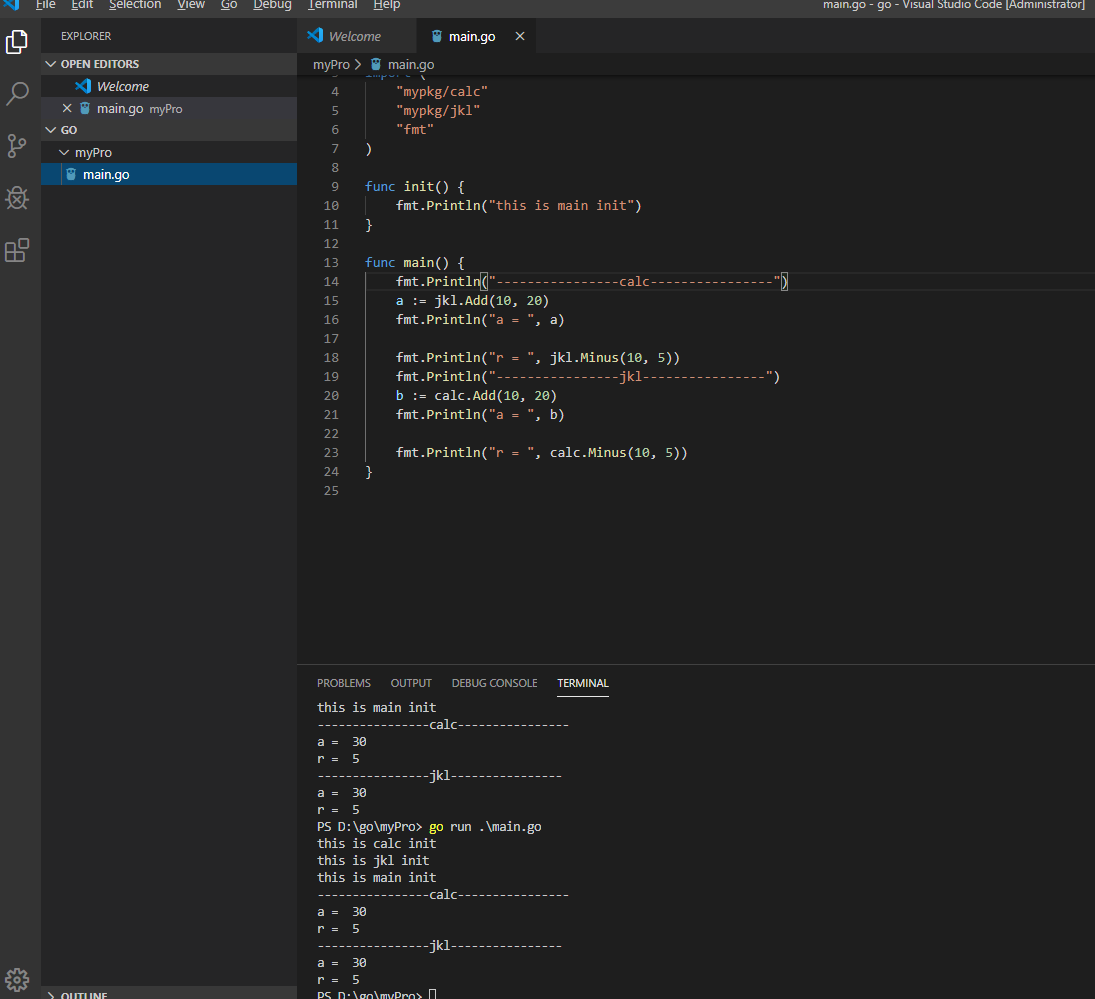 File Edit Selection View Go Debug Terminal Help
main.go - go - Visual Studio Code [Administrator]
EXPLORER
OPEN EDITORS
Welcome
main.go myPro
GO
myPro
main.go
OUTLINE
Welcome
main.go
myPro > main.go
3 import (
4 "mypkg/calc"
5 "mypkg/jkl"
6 "fmt"
7 )
8
9 func init() {
10 fmt.Println("this is main init")
11 }
12
13 func main() {
14 fmt.Println("----------------calc----------------")
15 a := jkl.Add(10, 20)
16 fmt.Println("a = ", a)
17
18 fmt.Println("r = ", jkl.Minus(10, 5))
19 fmt.Println("----------------jkl----------------")
20 b := calc.Add(10, 20)
21 fmt.Println("a = ", b)
22
23 fmt.Println("r = ", calc.Minus(10, 5))
24 }
25
PROBLEMS OUTPUT DEBUG CONSOLE TERMINAL
this is main init
----------------calc----------------
a =  30
r =  5
----------------jkl----------------
a =  30
r =  5
PS D:\go\myPro> go run .\main.go
this is calc init
this is jkl init
this is main init
----------------calc----------------
a =  30
r =  5
----------------jkl----------------
a =  30
r =  5
PS D:\go\myPro>